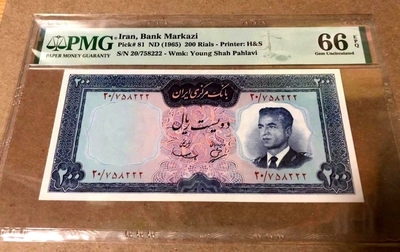 PMG
PAPER MONEY GUARANTY
Iran, Bank Markazi
Pick# 81 ND (1965) 200 Rials - Printer: H&S
S/N 20/758222 - Wmk: Young Shah Pahlavi
66 EPQ
Gem Uncirculated
۲۰۰
بانک مرکزی ایران
۲۰/۷۵۸۲۲۲
۲۰/۷۵۸۲۲۲
دویست ریال
۲۰/۷۵۸۲۲۲
۲۰/۷۵۸۲۲۲
۲۰۰
۲۰۰